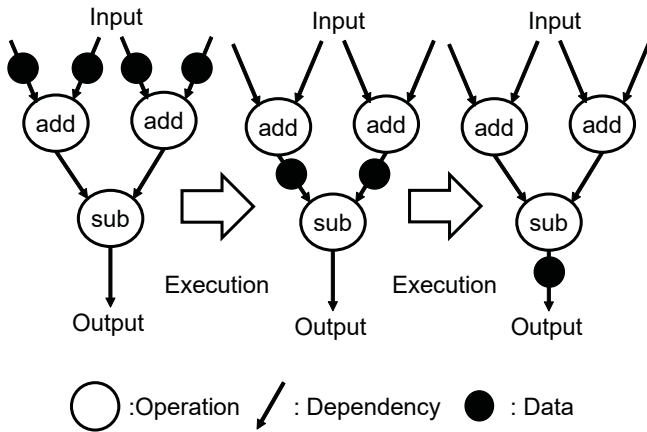 Input
Input
Input
add
add
add
add
add
add
sub
sub
sub
Execution
Execution
Output
Output
Output
:Operation
: Dependency
: Data